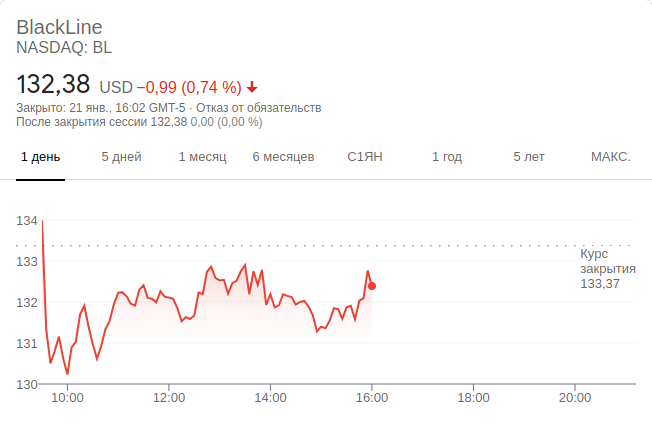 BlackLine
NASDAQ: BL
132,38 USD −0,99 (0,74 %)
Закрыто: 21 янв., 16:02 GMT-5 · Отказ от обязательств
После закрытия сессии 132,38 0,00 (0,00 %)
1 день 5 дней 1 месяц 6 месяцев С1ЯН 1 год 5 лет МАКС.
134
133
132
131
130
Курс
закрытия
133,37
10:00 12:00 14:00 16:00 18:00 20:00